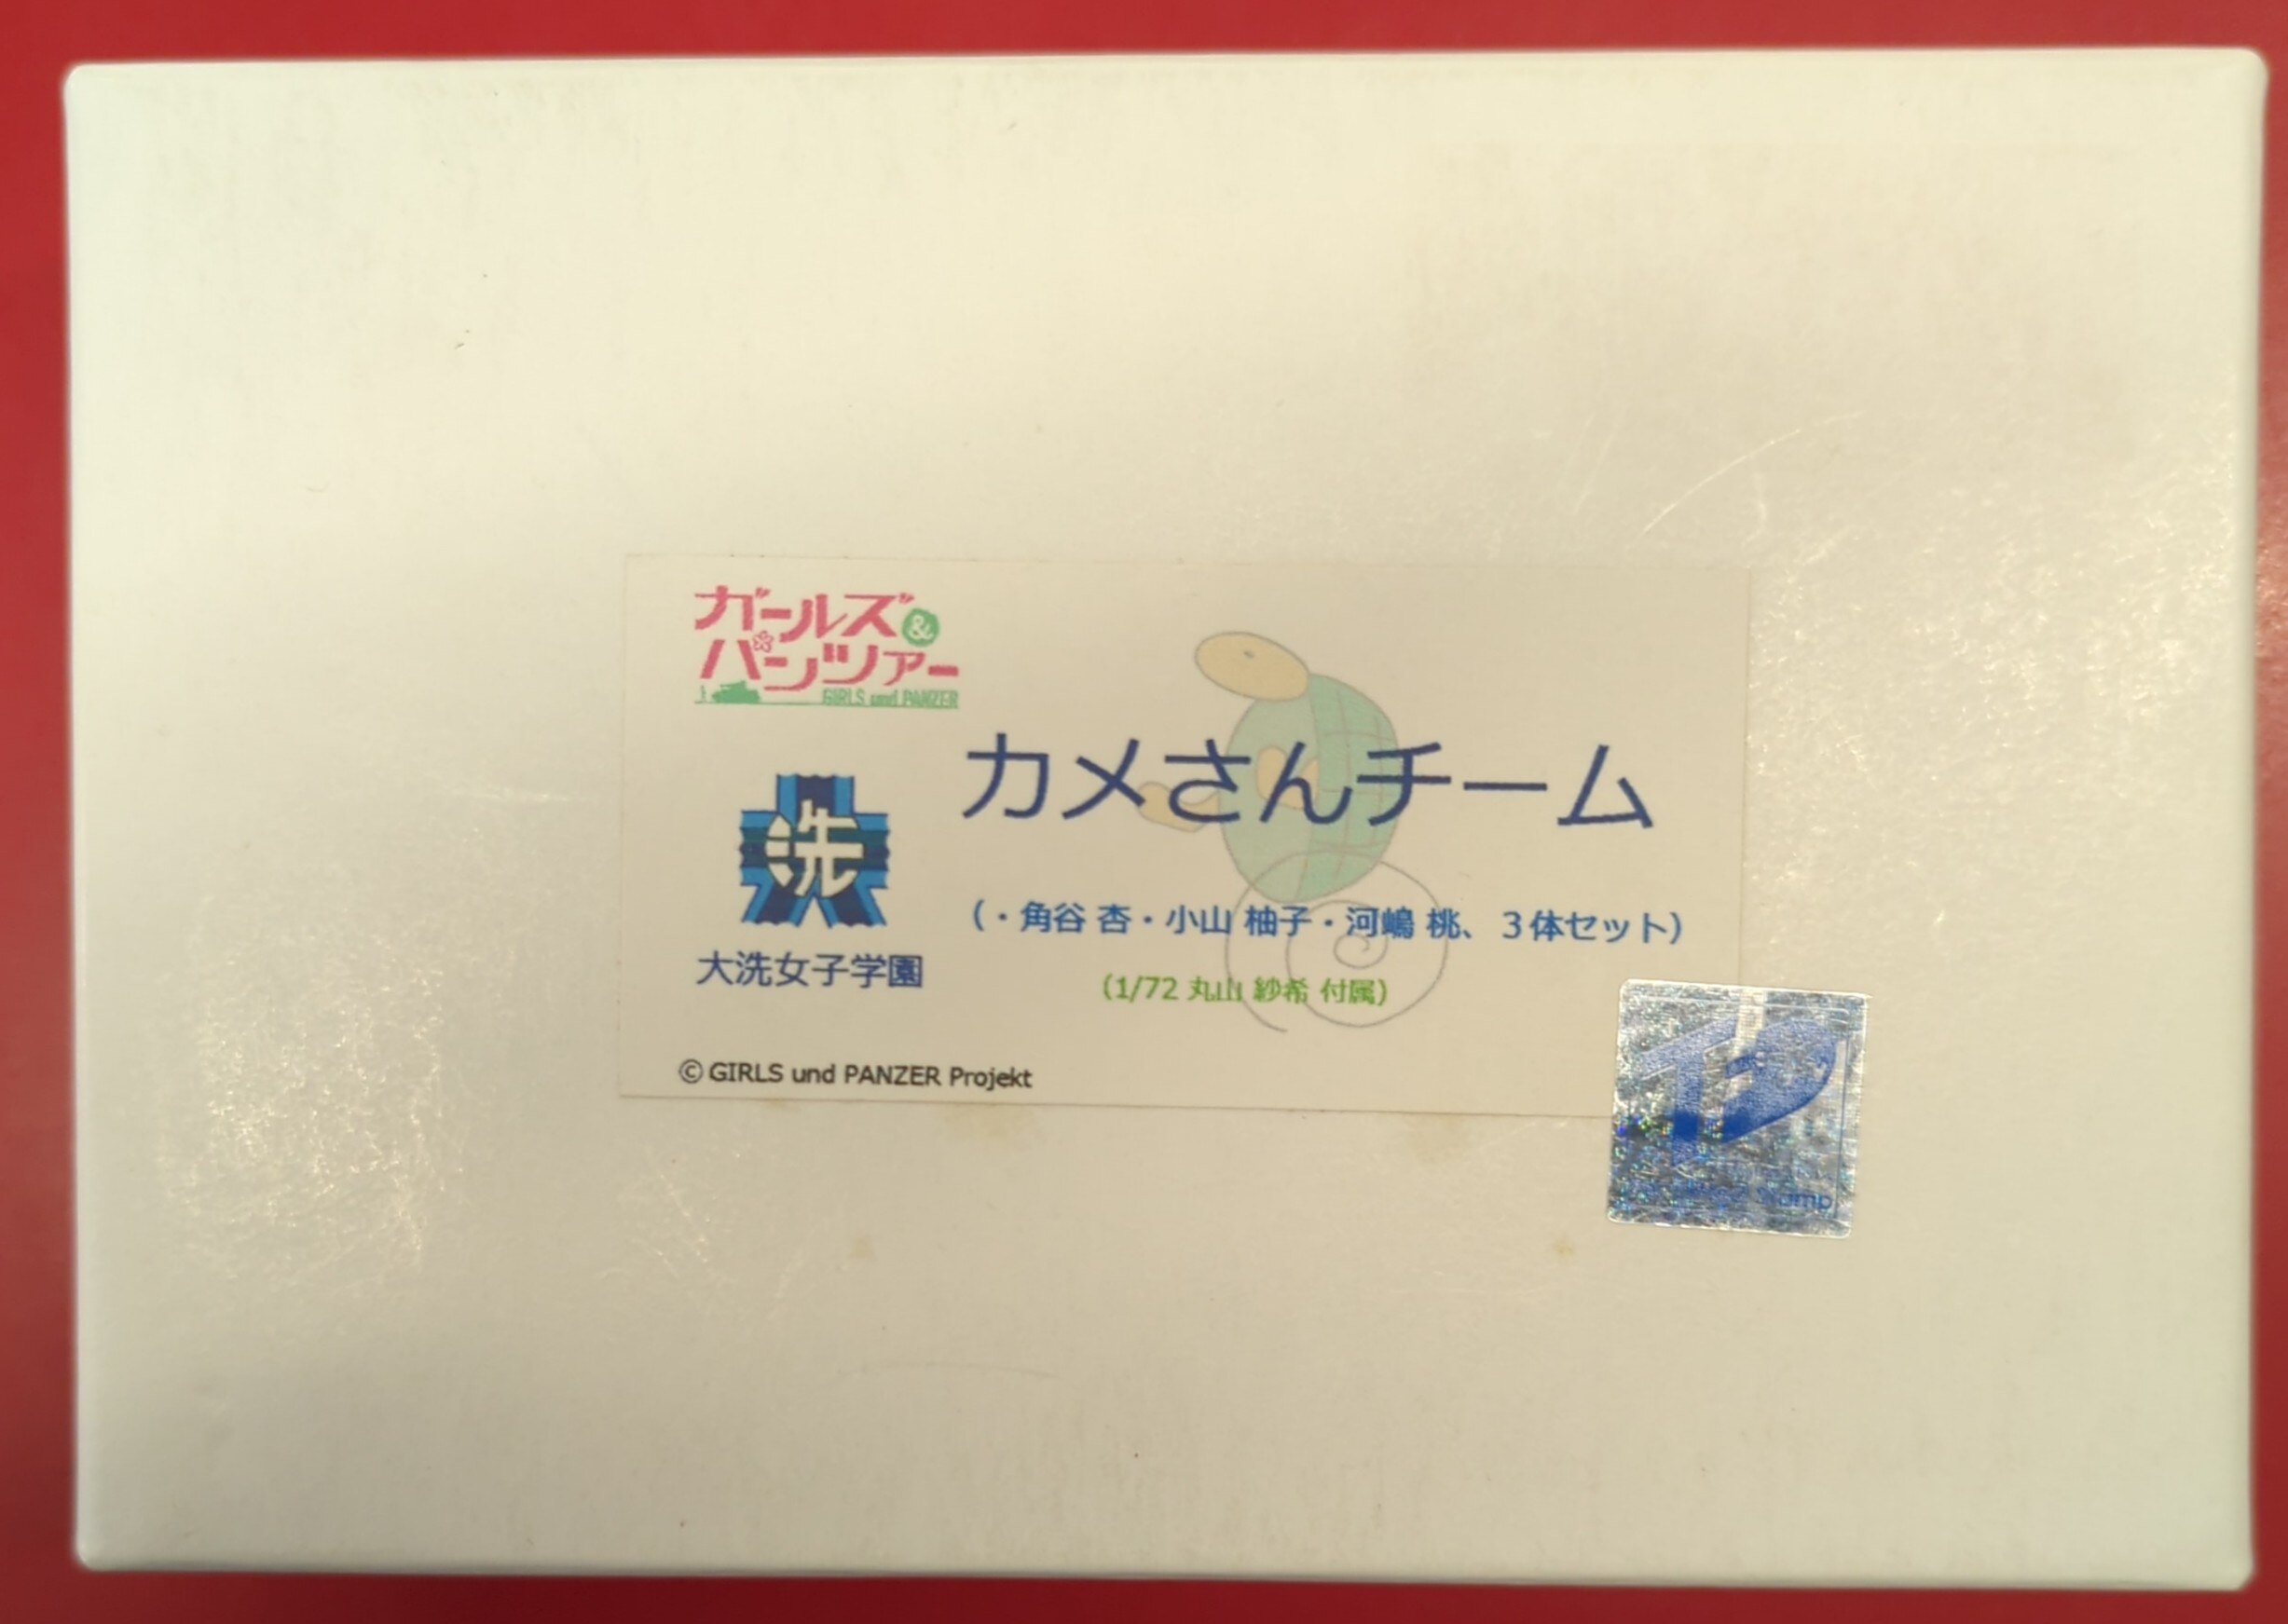 ガールズ&
パンツァー
GIRLS und PANZER
カメさんチーム
洗
(・角谷 杏・小山 柚子・河嶋 桃、3体セット)
大洗女子学園
(1/72 丸山 紗希 付属)
© GIRLS und PANZER Projekt